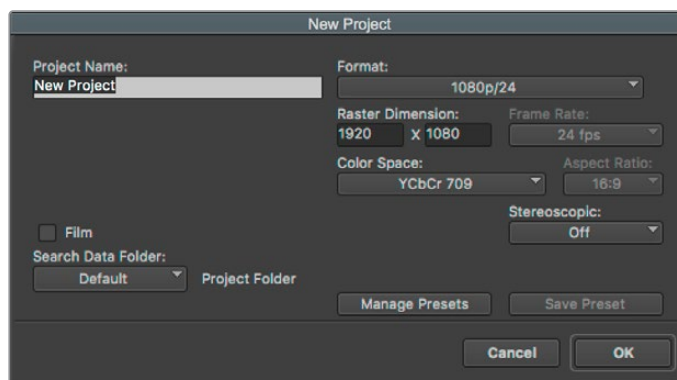 New Project
Project Name:
New Project
Format:
1080p/24
Raster Dimension:
1920 x 1080
Frame Rate:
24 fps
Color Space:
YCbCr 709
Aspect Ratio:
16:9
Stereoscopic:
Off
Film
Search Data Folder:
Default
Project Folder
Manage Presets
Save Preset
Cancel
OK